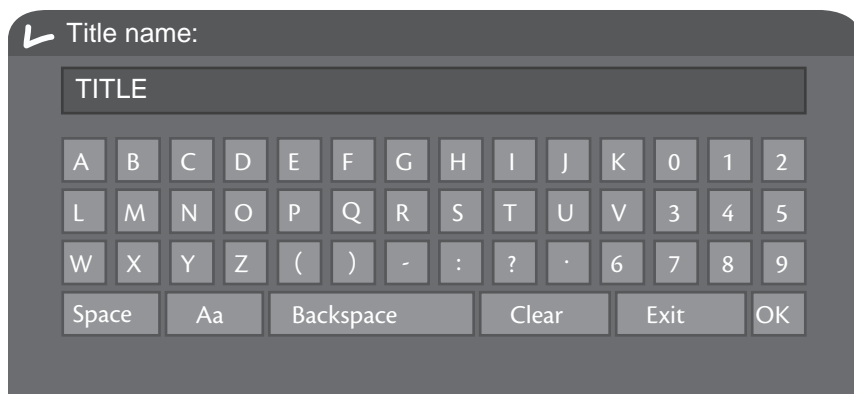 Title name:
TITLE
A B C D E F G H I J K 0 1 2
L M N O P Q R S T U V 3 4 5
W X Y Z ( ) - : ? · 6 7 8 9
Space Aa Backspace Clear Exit OK